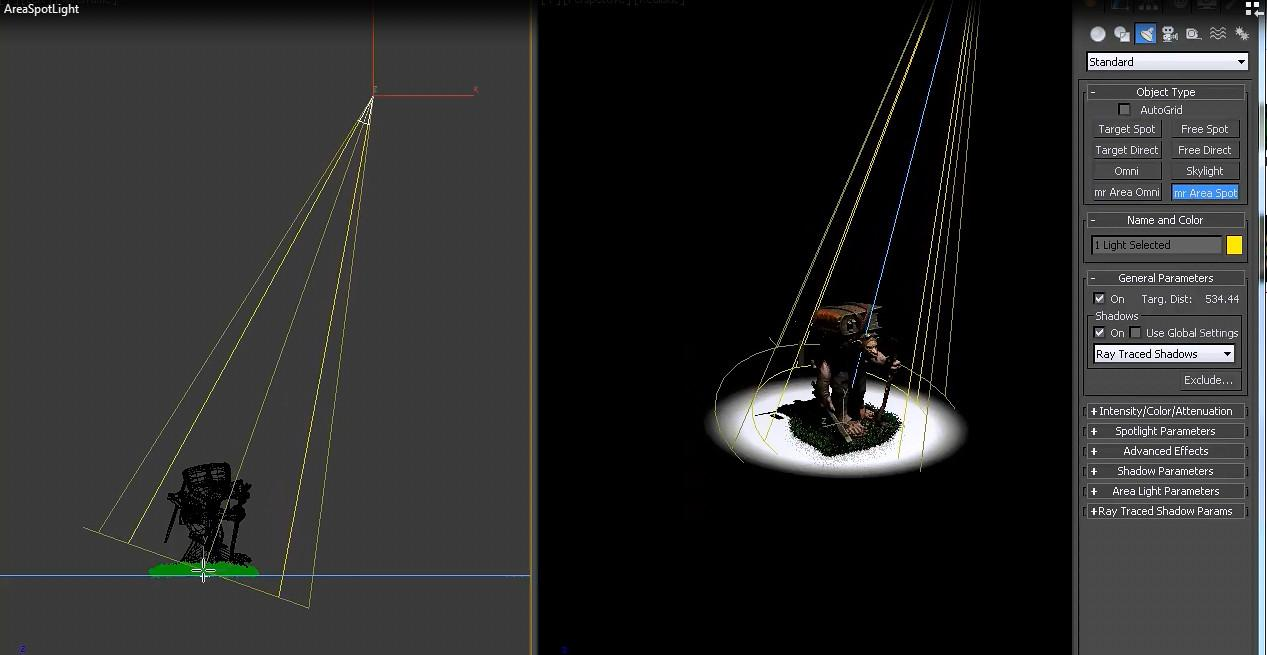 AreaSpotLight
Standard
- Object Type
AutoGrid
Target Spot Free Spot
Target Direct Free Direct
Omni Skylight
mr Area Omni mr Area Spot
- Name and Color
1 Light Selected
- General Parameters
On Targ. Dist: 534.44
Shadows
On Use Global Settings
Ray Traced Shadows
Exclude...
+ Intensity/Color/Attenuation
+ Spotlight Parameters
+ Advanced Effects
+ Shadow Parameters
+ Area Light Parameters
+ Ray Traced Shadow Params
z